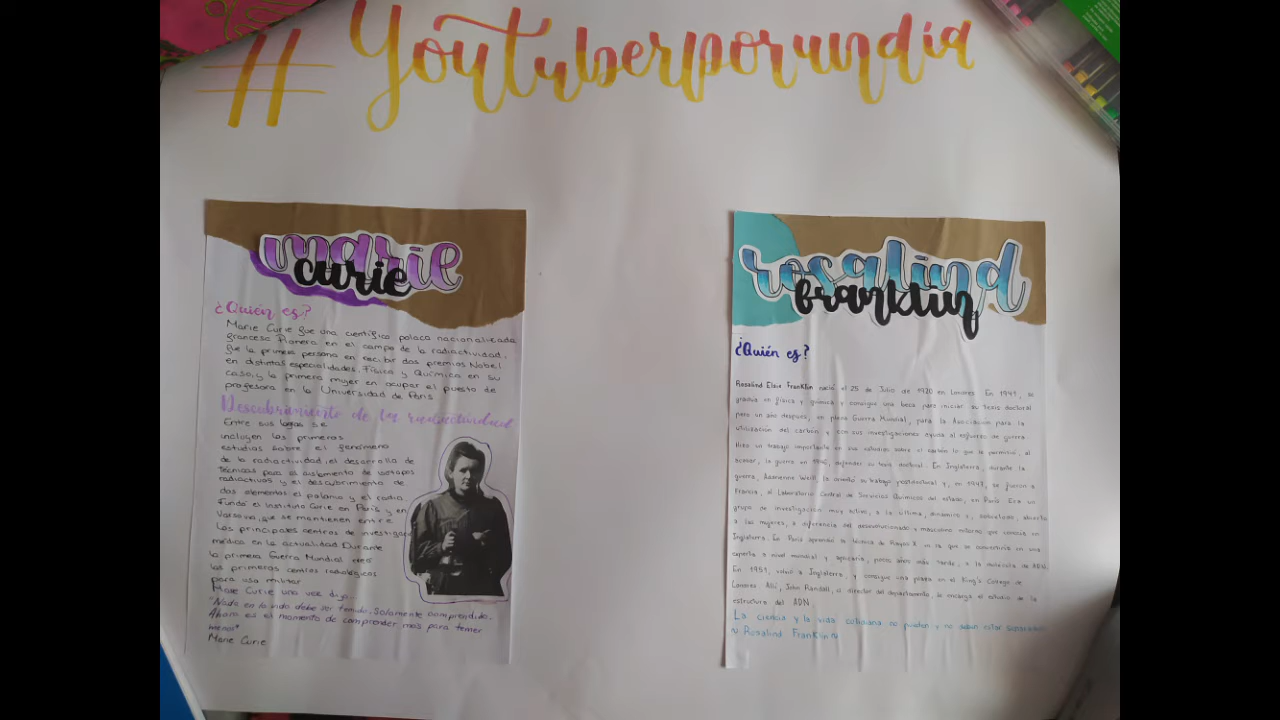 #Youtuberporundia
marie
curie
¿Quién es?
Marie Curie fue una científica polaca nacionalizada
francesa Pionera en el campo de la radiactividad,
fue la primera persona en recibir dos premios Nobel
en distintas especialidades, Física y Química en su
caso, y la primera mujer en ocupar el puesto de
profesora en la Universidad de París
Descubrimiento de la radiactividad
Entre sus logros se
incluyen los primeros
estudios sobre el fenómeno
de la radiactividad, el desarrollo de
técnicas para el aislamiento de isótopos
radiactivos y el descubrimiento de
dos elementos el polonio y el radio.
Fundó el Instituto Curie en París y en
Varsovia, que se mantienen entre
los principales centros de investigac
médica en la actualidad Durante
la primera Guerra Mundial creó
los primeros centros radiológicos
para uso militar
Marie Curie una vez dijo...
"Nada en la vida debe ser temido, solamente comprendido.
Ahora es el momento de comprender más para temer
menos"
Marie Curie
rosalind
franklin
¿Quién es?
Rosalind Elsie Franklin nació el 25 de Julio de 1920 en Londres. En 1941, se
graduó en física y química y consiguió una beca para iniciar su tesis doctoral
pero un año después, en plena Guerra Mundial, para la Asociación para la
utilización del carbón y con sus investigaciones ayuda al esfuerzo de guerra.
Hizo un trabajo importante en sus estudios sobre el carbón lo que le permitió, al
acabar, la guerra en 1945, defender su tesis doctoral. En Inglaterra, durante la
guerra, Adrienne Weill, la orientó su trabajo postdoctoral y, en 1947, se fueron a
Francia, al Laboratorio Central de Servicios Químicos del estado, en París. Era un
grupo de investigación muy activo, a la última, dinámico y, sobretodo, abierto
a las mujeres, a diferencia del machismo que conocía en
Inglaterra. En París aprendió la técnica de Rayos X en la que se convertiría en una
experta a nivel mundial y aplicaría, pocos años más tarde, a la molécula de ADN.
En 1951, volvió a Inglaterra, y consigue una plaza en el King's College de
Londres. Allí, John Randall, el director del departamento, le encarga el estudio de la
estructura del ADN
La ciencia y la vida cotidiana no pueden y no deben estar separadas
~ Rosalind Franklin ~